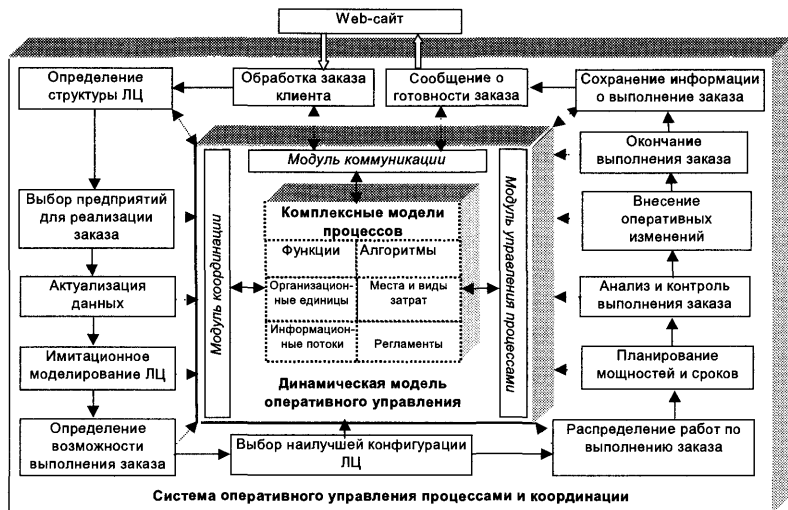 Web-сайт
Определение
структуры ЛЦ
Обработка заказа
клиента
Сообщение о
готовности заказа
Сохранение информации
о выполнение заказа
Модуль коммуникации
Окончание
выполнения заказа
Выбор предприятий
для реализации
заказа
Модуль координации
Комплексные модели
процессов
Функции
Алгоритмы
Организацион-
ные единицы
Места и виды
затрат
Информацион-
ные потоки
Регламенты
Модуль управления процессами
Внесение
оперативных
изменений
Актуализация
данных
Анализ и контроль
выполнения заказа
Имитационное
моделирование ЛЦ
Динамическая модель
оперативного управления
Планирование
мощностей и сроков
Определение
возможности
выполнения заказа
Выбор наилучшей конфигурации
ЛЦ
Распределение работ по
выполнению заказа
Система оперативного управления процессами и координации